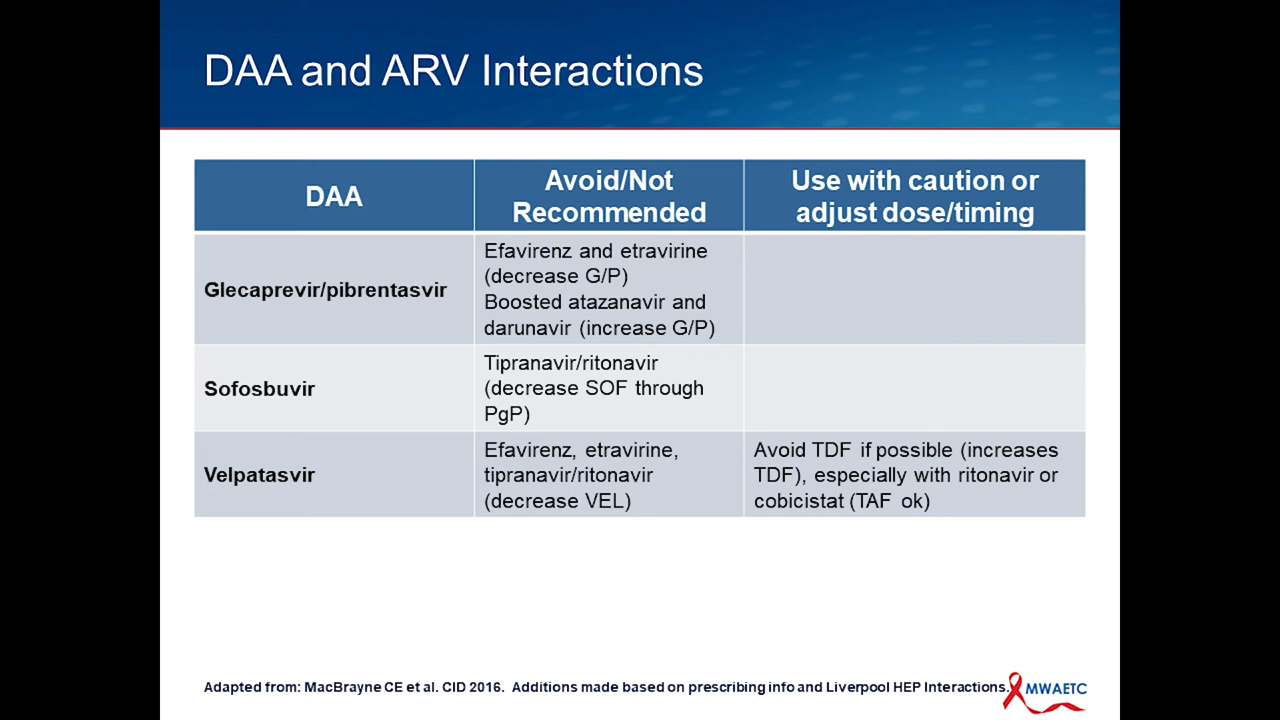 DAA and ARV Interactions
DAA
Avoid/Not
Recommended
Use with caution or
adjust dose/timing
Glecaprevir/pibrentasvir
Efavirenz and etravirine
(decrease G/P)
Boosted atazanavir and
darunavir (increase G/P)
Sofosbuvir
Tipranavir/ritonavir
(decrease SOF through
PgP)
Velpatasvir
Efavirenz, etravirine,
tipranavir/ritonavir
(decrease VEL)
Avoid TDF if possible (increases
TDF), especially with ritonavir or
cobicistat (TAF ok)
Adapted from: MacBrayne CE et al. CID 2016. Additions made based on prescribing info and Liverpool HEP Interactions.
MWAETC